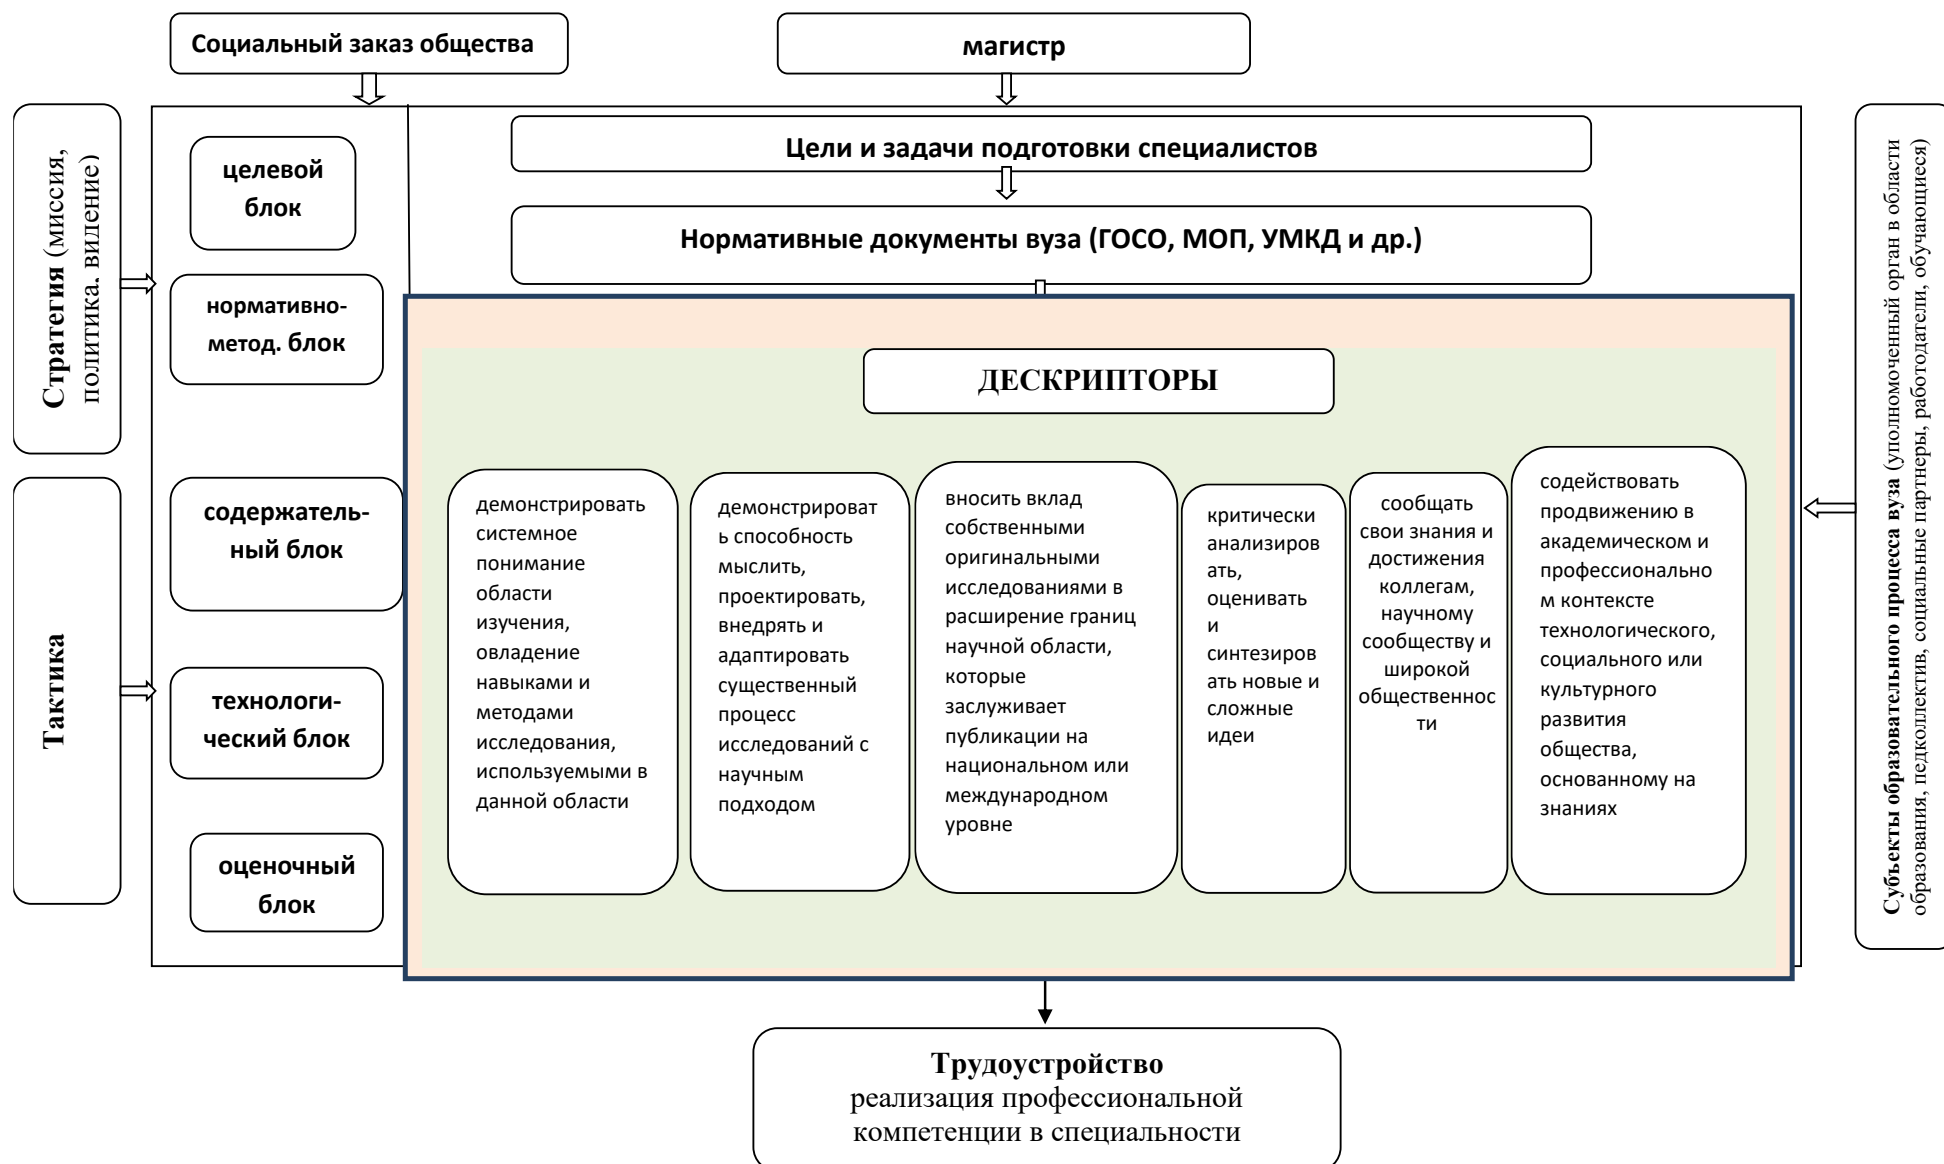 Социальный заказ общества
магистр
Стратегия (миссия,
политика. видение)
Тактика
целевой
блок
нормативно-
метод. блок
содержатель-
ный блок
технологи-
ческий блок
оценочный
блок
Цели и задачи подготовки специалистов
Нормативные документы вуза (ГОСО, МОП, УМКД и др.)
ДЕСКРИПТОРЫ
демонстрировать
системное
понимание
области
изучения,
овладение
навыками и
методами
исследования,
используемыми в
данной области
демонстрироват
ь способность
мыслить,
проектировать,
внедрять и
адаптировать
существенный
процесс
исследований с
научным
подходом
вносить вклад
собственными
оригинальными
исследованиями в
расширение границ
научной области,
которые
заслуживает
публикации на
национальном или
международном
уровне
критически
анализиров
ать,
оценивать
и
синтезиров
ать новые и
сложные
идеи
сообщать
свои знания и
достижения
коллегам,
научному
сообществу и
широкой
общественнос
ти
содействовать
продвижению в
академическом и
профессионально
м контексте
технологического,
социального или
культурного
развития
общества,
основанному на
знаниях
Субъекты образовательного процесса вуза (уполномоченный орган в области
образования, педколлектив, социальные партнеры, работодатели, обучающиеся)
Трудоустройство
реализация профессиональной
компетенции в специальности